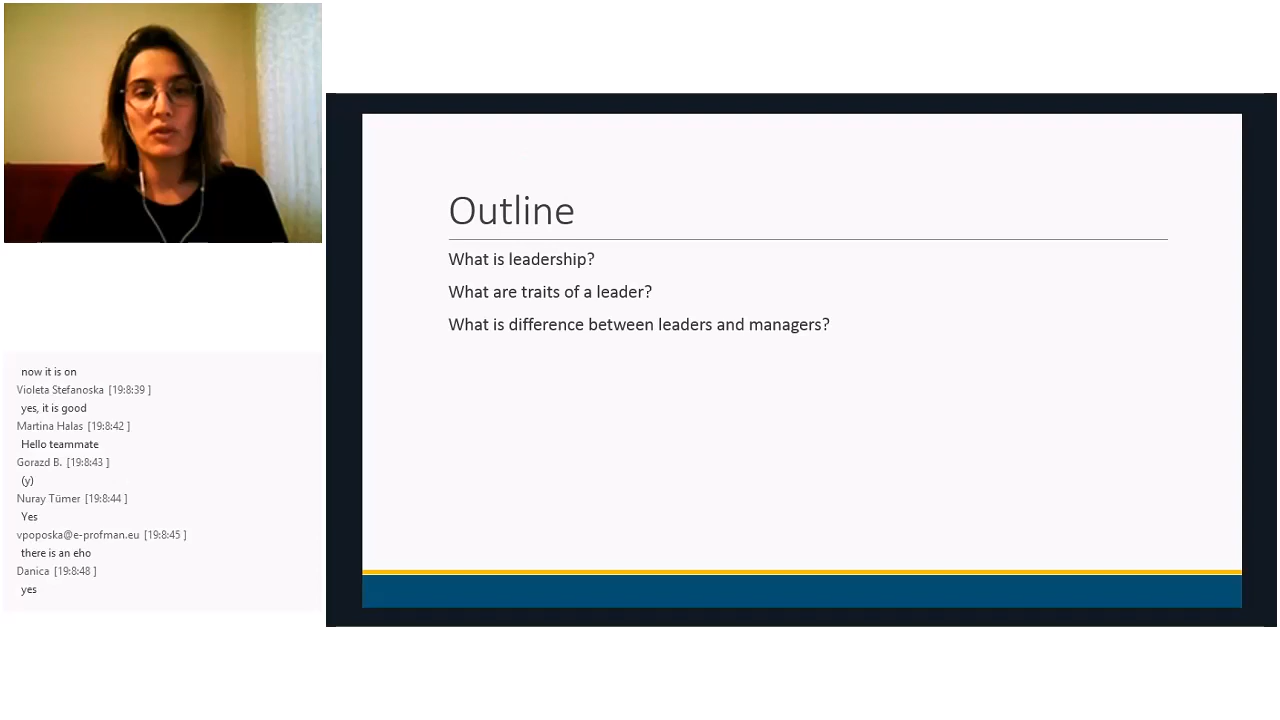 Outline
What is leadership?
What are traits of a leader?
What is difference between leaders and managers?
now it is on
Violeta Stefanoska [19:8:39 ]
yes, it is good
Martina Halas [19:8:42 ]
Hello teammate
Gorazd B. [19:8:43 ]
(y)
Nuray Tümer [19:8:44 ]
Yes
vpoposka@e-profman.eu [19:8:45 ]
there is an eho
Danica [19:8:48 ]
yes